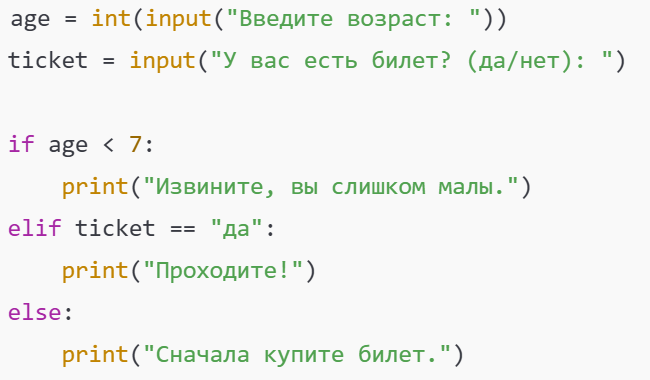 age = int(input("Введите возраст: "))
ticket = input("У вас есть билет? (да/нет): ")
if age < 7:
    print("Извините, вы слишком малы.")
elif ticket == "да":
    print("Проходите!")
else:
    print("Сначала купите билет.")